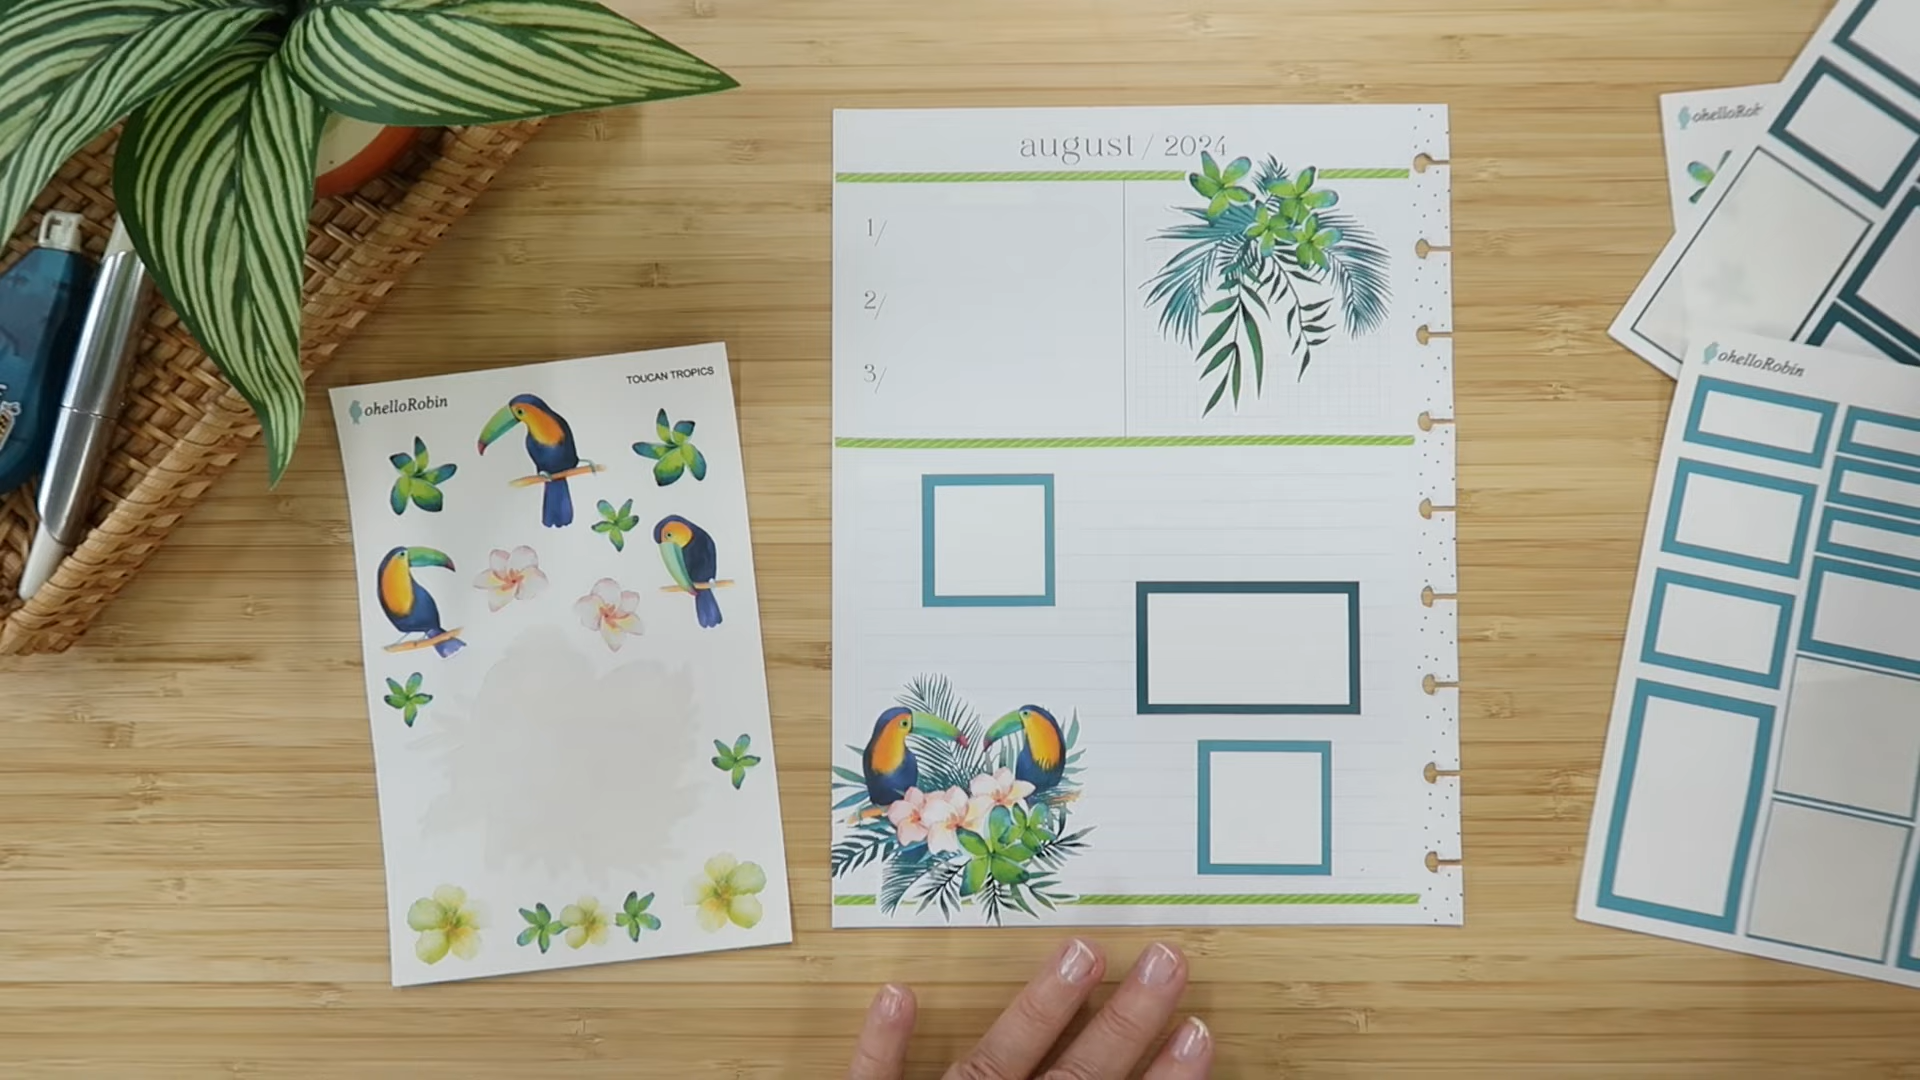 ohelloRobin
TOUCAN TROPICS
august / 2024
1/
2/
3/
ohelloRob
ohelloRobin